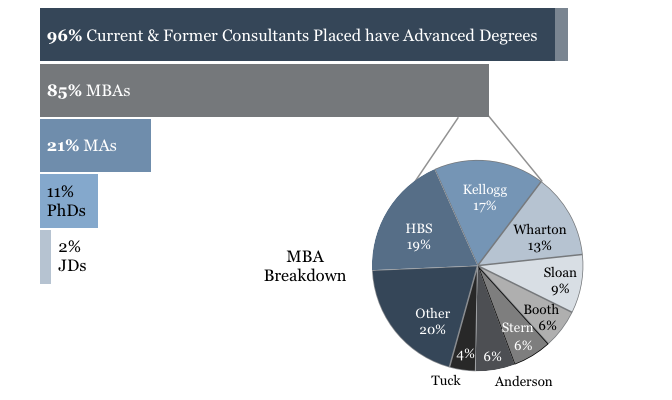 96% Current & Former Consultants Placed have Advanced Degrees
85% MBAs
21% MAs
11%
PhDs
2%
JDs
MBA
Breakdown
Kellogg
17%
Wharton
13%
Sloan
9%
Booth
6%
Stern
6%
6%
Anderson
4%
Tuck
Other
20%
HBS
19%